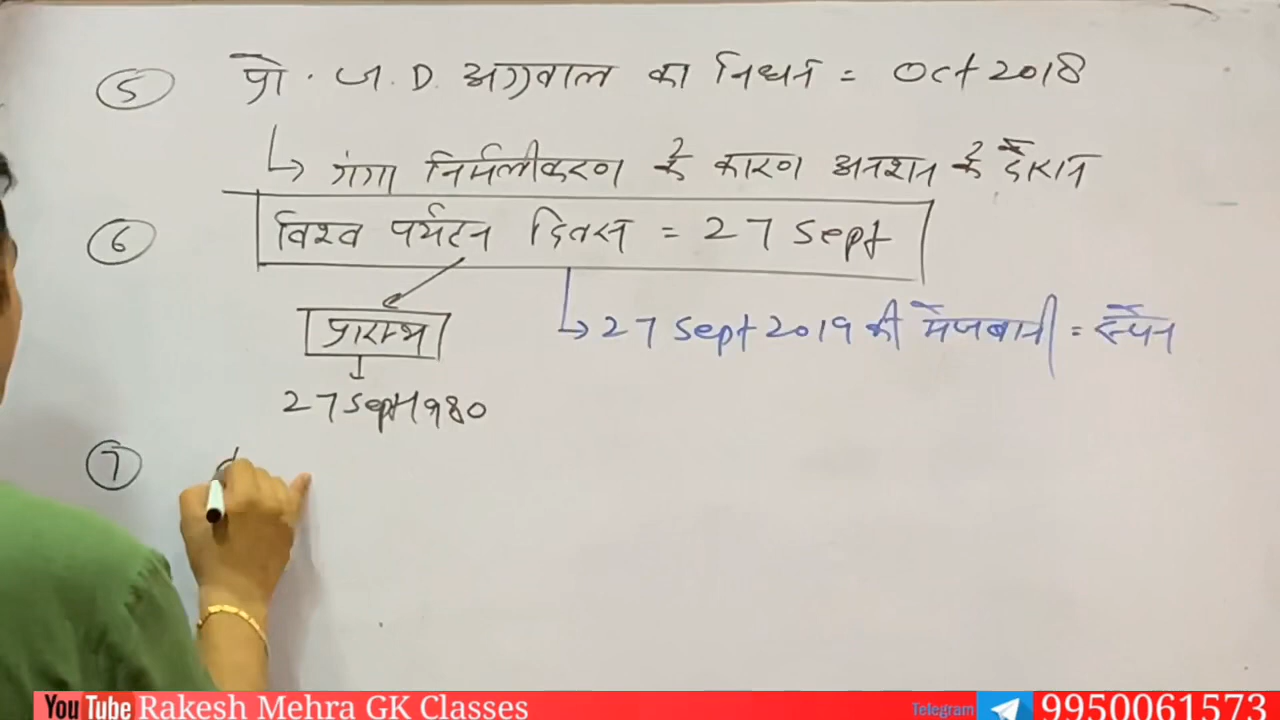 ⑤ प्रो. ज. D. अग्रवाल का निधन = Oct 2018
↳ गंगा निर्मलीकरण के कारण अनशन के दौरान
⑥ विश्व पर्यटन दिवस = 27 Sept
प्रारम्भ
↳ 27 Sept 2019 की मेजबानी = स्पेन
27 Sept 1980
⑦
YouTube Rakesh Mehra GK Classes
Telegram 9950061573